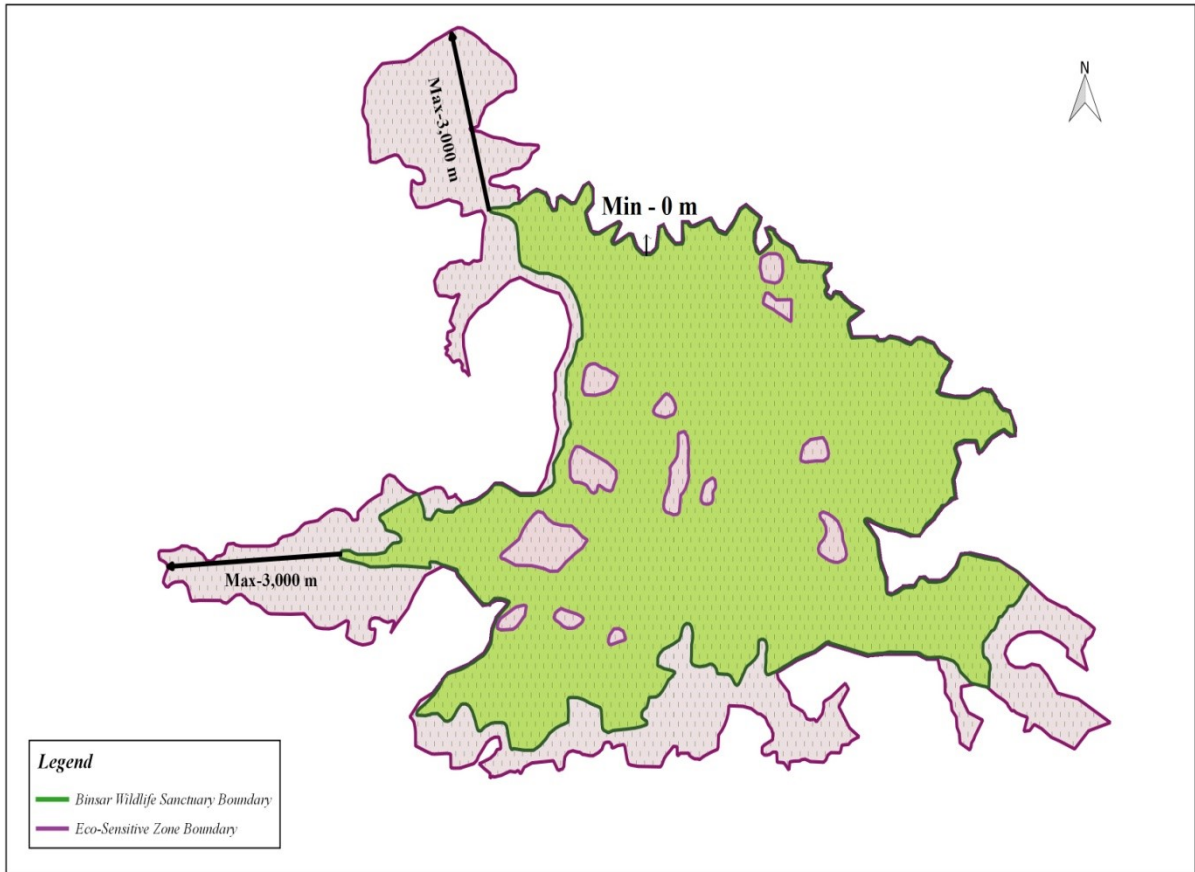 N
Max-3,000 m
Min - 0 m
Max-3,000 m
Legend
Binsar Wildlife Sanctuary Boundary
Eco-Sensitive Zone Boundary